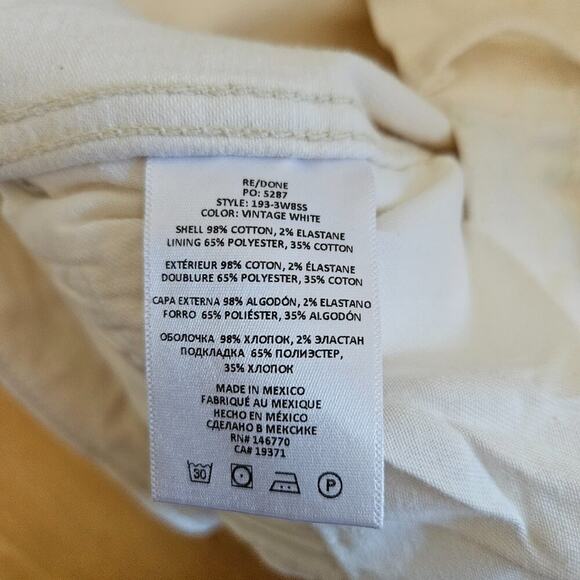 RE/DONE
PO: 5287
STYLE: 193-3W8SS
COLOR: VINTAGE WHITE
SHELL 98% COTTON, 2% ELASTANE
LINING 65% POLYESTER, 35% COTTON
EXTÉRIEUR 98% COTON, 2% ELASTANE
DOUBLURE 65% POLYESTER, 35% COTON
CAPA EXTERNA 98% ALGODÓN, 2% ELASTANO
FORRO 65% POLIÉSTER, 35% ALGODÓN
ОБОЛОЧКА 98% ХЛОПОК, 2% ЭЛАСТАН
ПОДКЛАДКА 65% ПОЛИЭСТЕР,
35% ХЛОПОК
MADE IN MEXICO
FABRIQUÉ AU MEXIQUE
HECHO EN MÉXICO
СДЕЛАНО В МЕКСИКЕ
RN# 146770
CA# 19371
30 P